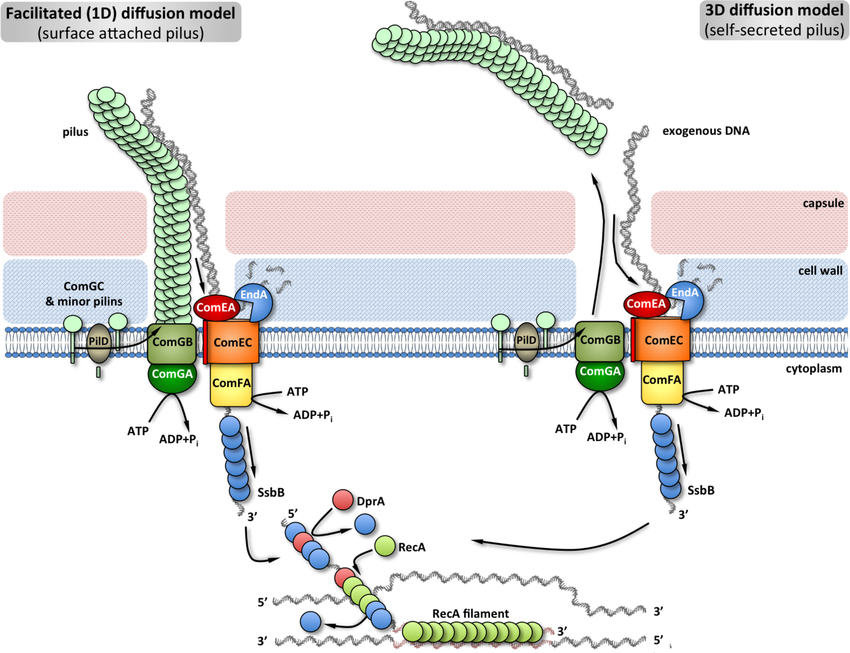 Facilitated (1D) diffusion model
(surface attached pilus)
3D diffusion model
(self-secreted pilus)
pilus
exogenous DNA
capsule
cell wall
ComGC
& minor pilins
EndA
ComEA
PilD
ComGB
ComEC
ComGA
ComFA
ATP
ADP+Pi
ATP
ADP+Pi
SsbB
3’
EndA
ComEA
PilD
ComGB
ComEC
cytoplasm
ComGA
ComFA
ATP
ADP+Pi
ATP
ADP+Pi
SsbB
3’
5’
DprA
RecA
5’
3’
RecA filament
3’
3’
5’